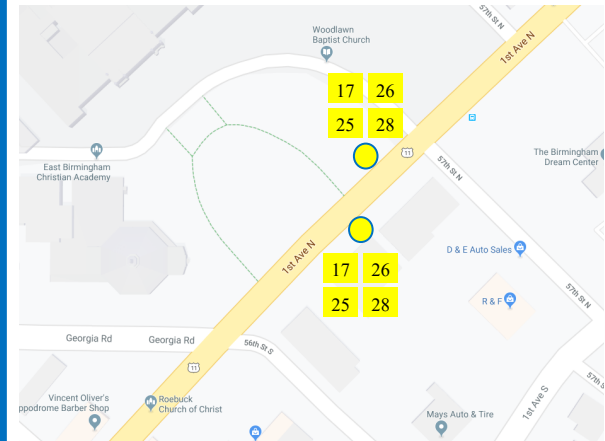 57th St N
Woodlawn
Baptist Church
1st Ave N
17 26
25 28
11
57th St N
The Birmingham
Dream Center
East Birmingham
Christian Academy
1st Ave N
D & E Auto Sales
17 26
25 28
R & F
57th St N
Georgia Rd
Georgia Rd
56th St S
11
Vincent Oliver's
ppodrome Barber Shop
Roebuck
Church of Christ
1st Ave S
57th
Mays Auto & Tire